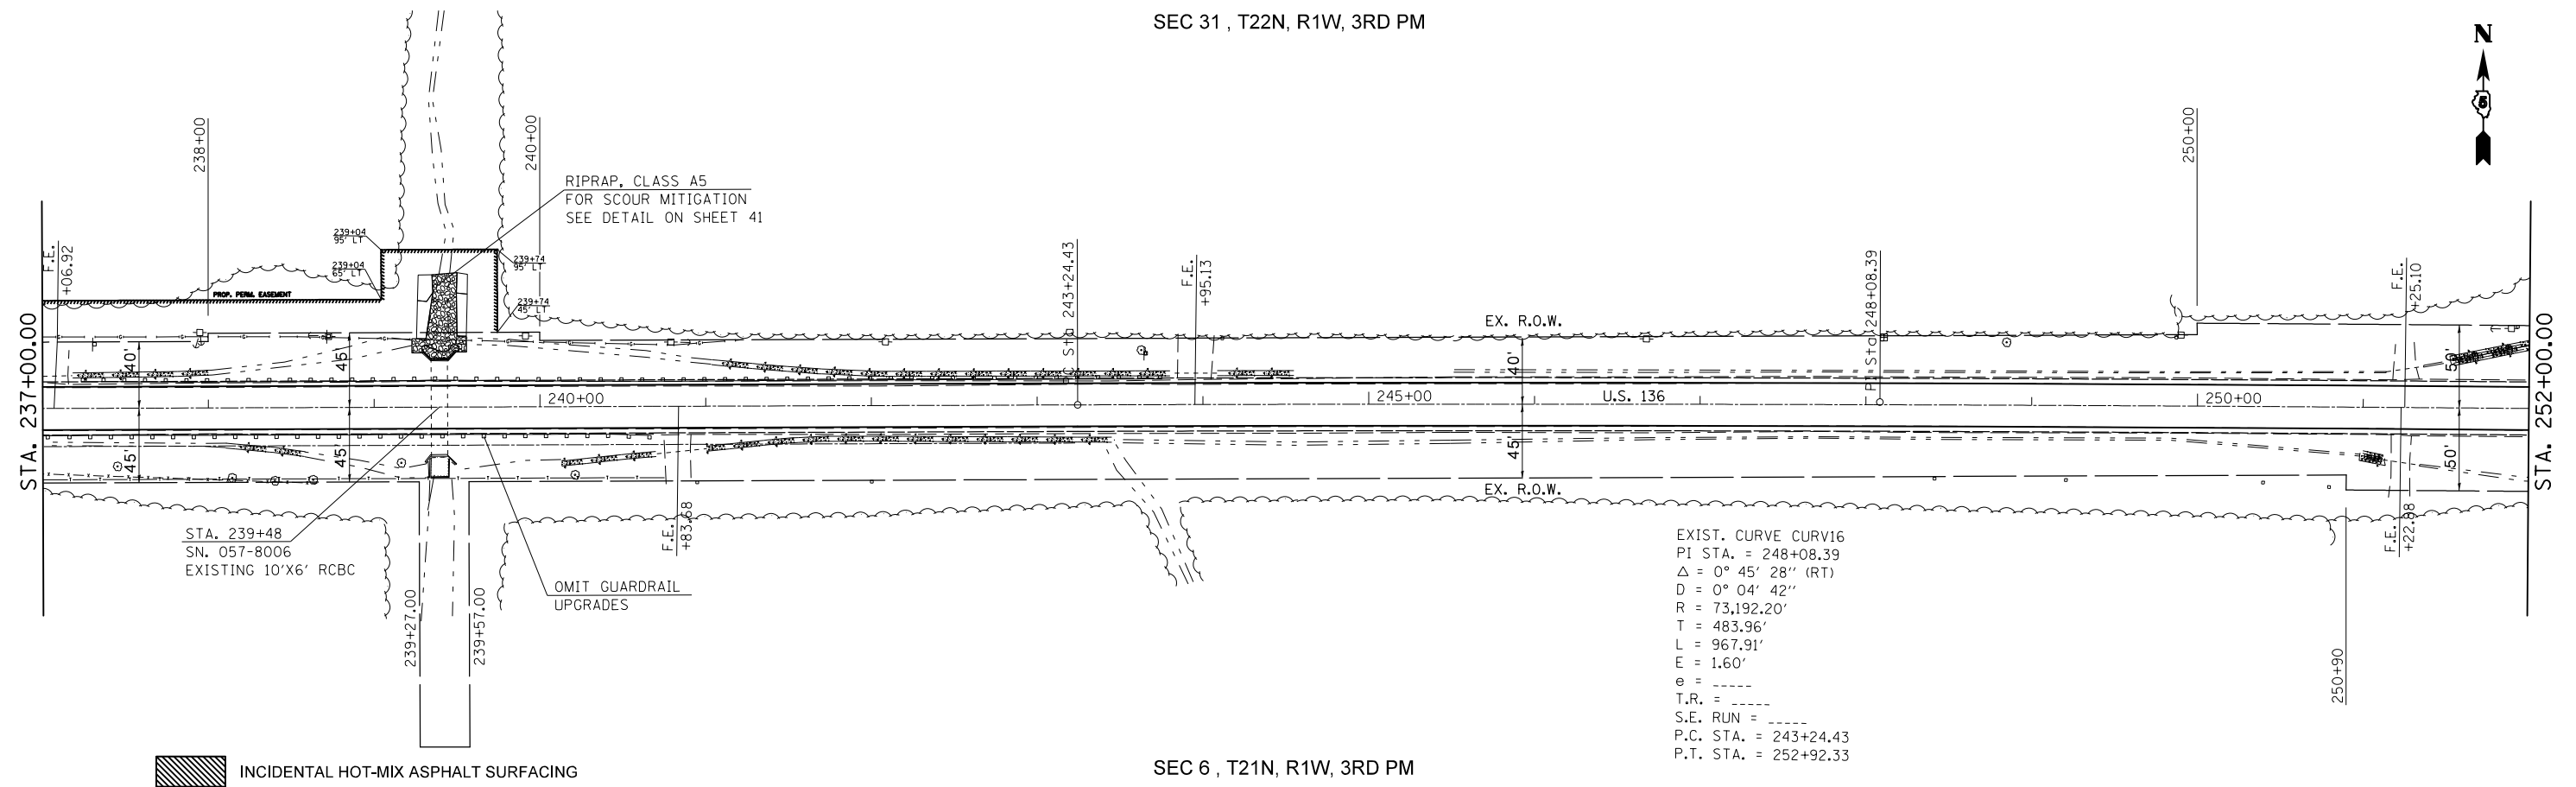 SEC 31 , T22N, R1W, 3RD PM
N
5
238+00
240+00
250+00
RIPRAP, CLASS A5
FOR SCOUR MITIGATION
SEE DETAIL ON SHEET 41
239+04
95' LT
239+04
65' LT
239+74
95' LT
239+74
45' LT
F.E.
+06.92
PROP. PERM. EASEMENT
243+24.43
F.E.
+95.13
PI Sta 248+08.39
F.E.
+25.10
EX. R.O.W.
STA. 237+00.00
STA. 252+00.00
40'
45'
40'
50'
240+00
245+00
U.S. 136
250+00
45'
45'
45'
50'
EX. R.O.W.
STA. 239+48
SN. 057-8006
EXISTING 10'X6' RCBC
F.E.
+83.68
F.E.
+22.98
OMIT GUARDRAIL
UPGRADES
239+27.00
239+57.00
250+90
EXIST. CURVE CURV16
PI STA. = 248+08.39
Δ = 0° 45' 28'' (RT)
D = 0° 04' 42''
R = 73,192.20'
T = 483.96'
L = 967.91'
E = 1.60'
e = _____
T.R. = _____
S.E. RUN = _____
P.C. STA. = 243+24.43
P.T. STA. = 252+92.33
INCIDENTAL HOT-MIX ASPHALT SURFACING
SEC 6 , T21N, R1W, 3RD PM